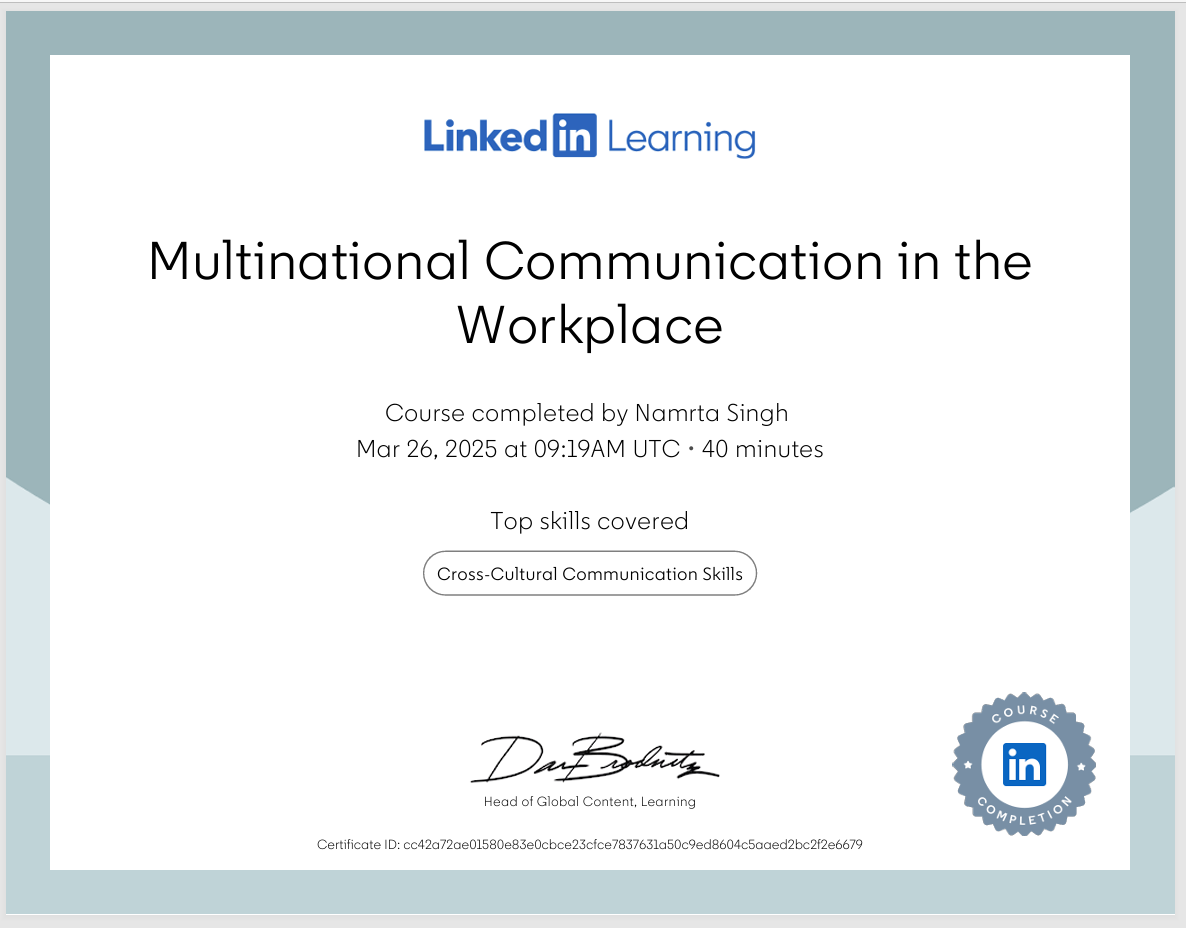 Linked in Learning
Multinational Communication in the
Workplace
Course completed by Namrta Singh
Mar 26, 2025 at 09:19AM UTC • 40 minutes
Top skills covered
Cross-Cultural Communication Skills
Dan Brodnitz
Head of Global Content, Learning
COURSE
in
COMPLETION
Certificate ID: cc42a72ae01580e83e0cbce23cfce7837631a50c9ed8604c5aaed2bc2f2e6679